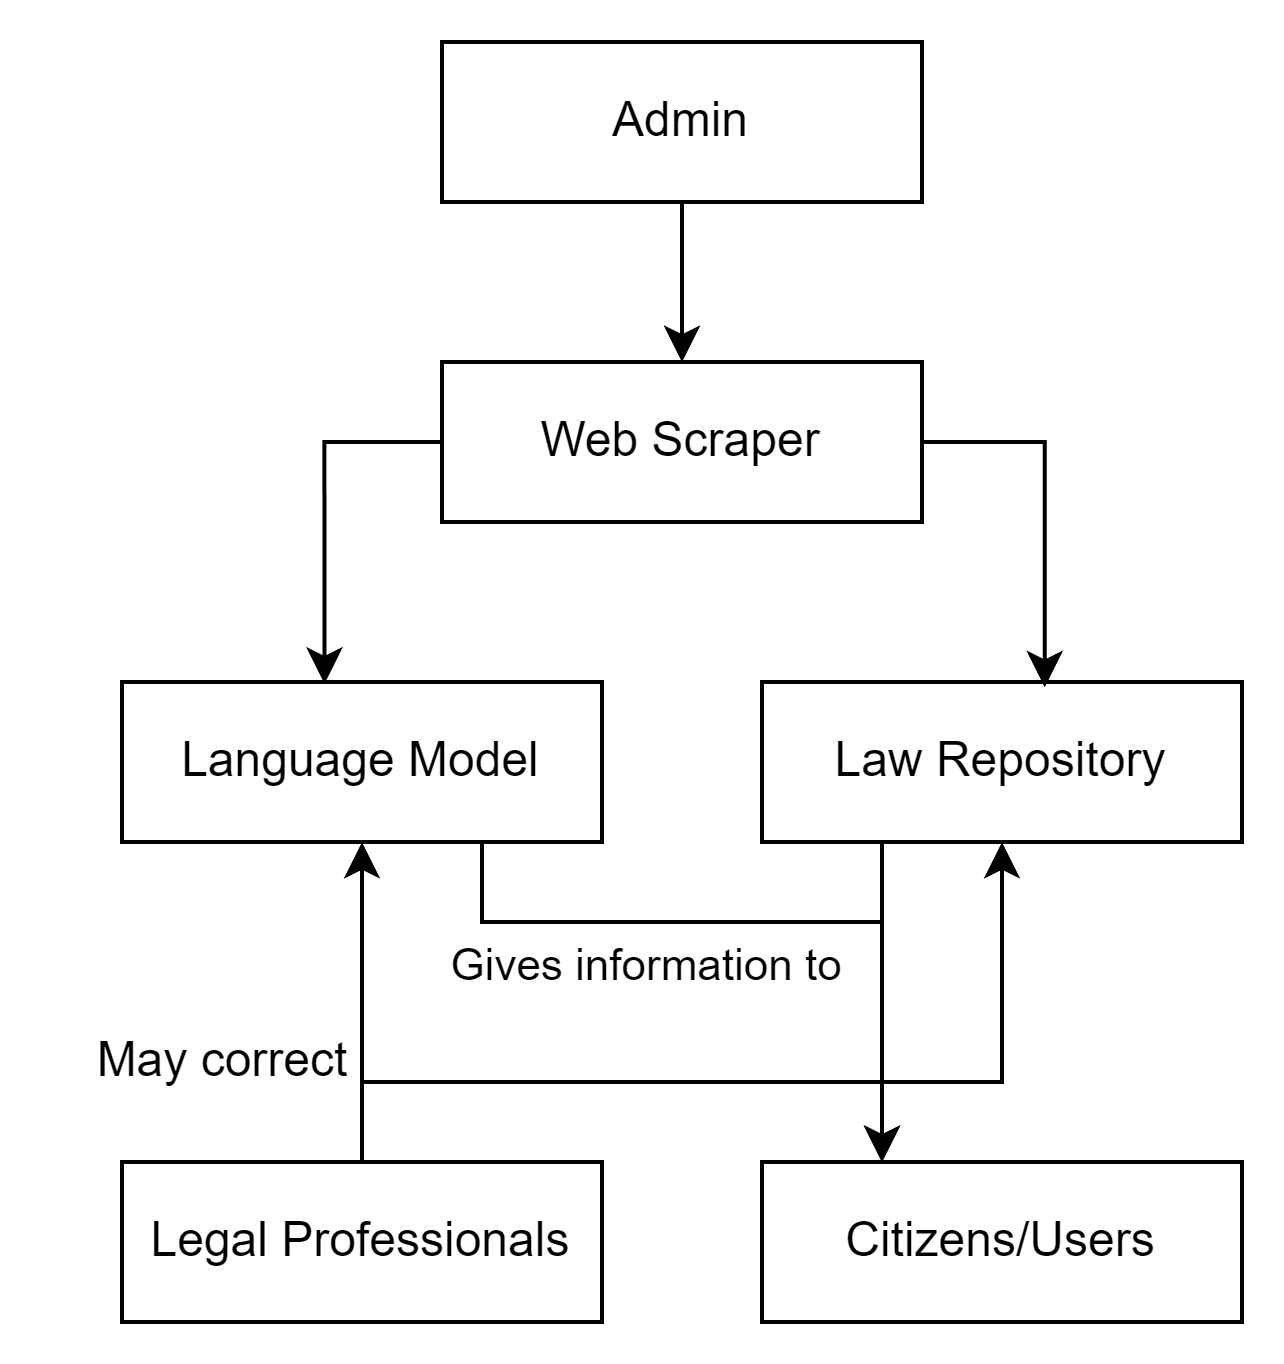 Admin
Web Scraper
Language Model
Law Repository
Gives information to
May correct
Legal Professionals
Citizens/Users